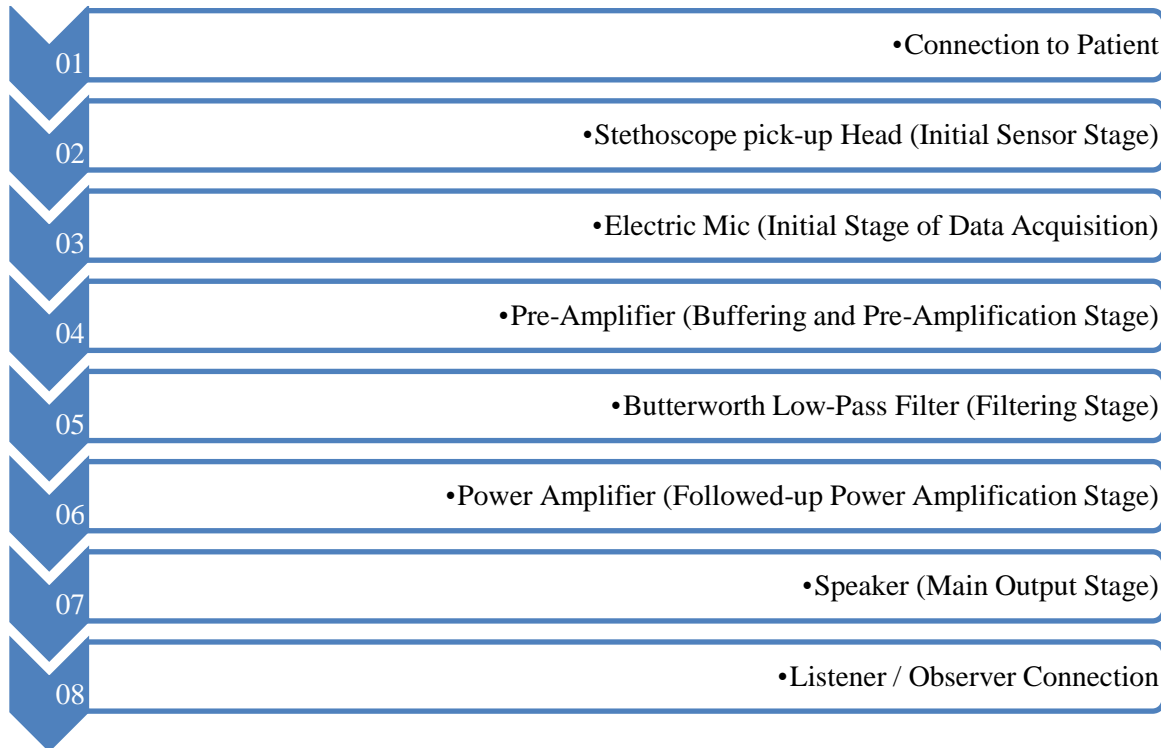 01
•Connection to Patient
02
•Stethoscope pick-up Head (Initial Sensor Stage)
03
•Electric Mic (Initial Stage of Data Acquisition)
04
•Pre-Amplifier (Buffering and Pre-Amplification Stage)
05
•Butterworth Low-Pass Filter (Filtering Stage)
06
•Power Amplifier (Followed-up Power Amplification Stage)
07
•Speaker (Main Output Stage)
08
•Listener / Observer Connection